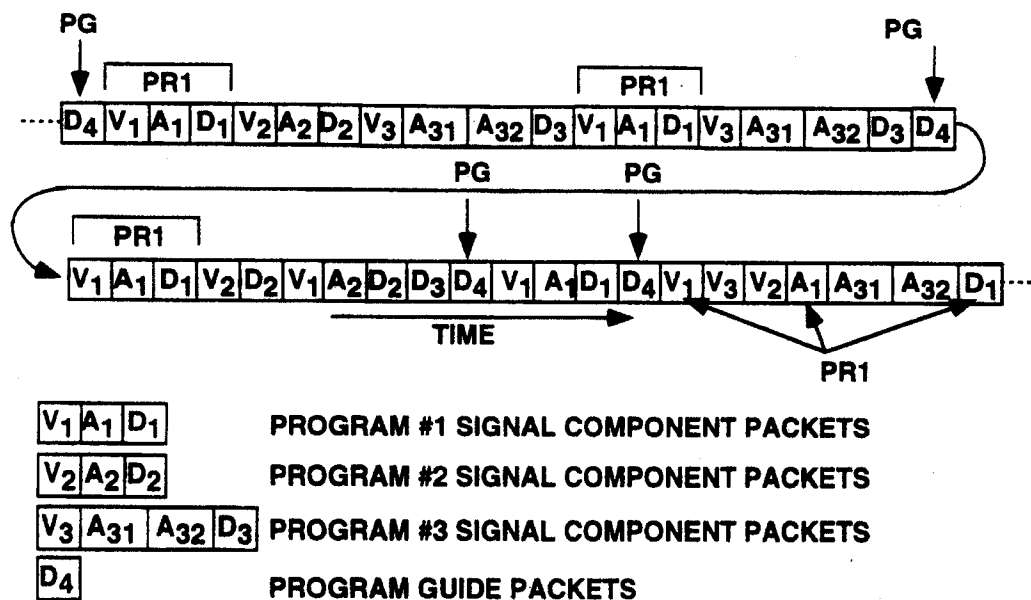 PG PG
PR1 PR1
D4 V1 A1 D1 V2 A2 D2 V3 A31 A32 D3 V1 A1 D1 V3 A31 A32 D3 D4
PG PG
PR1
V1 A1 D1 V2 D2 V1 A2 D2 D3 D4 V1 A1 D1 D4 V1 V3 V2 A1 A31 A32 D1
TIME
PR1
V1 A1 D1 PROGRAM #1 SIGNAL COMPONENT PACKETS
V2 A2 D2 PROGRAM #2 SIGNAL COMPONENT PACKETS
V3 A31 A32 D3 PROGRAM #3 SIGNAL COMPONENT PACKETS
D4 PROGRAM GUIDE PACKETS